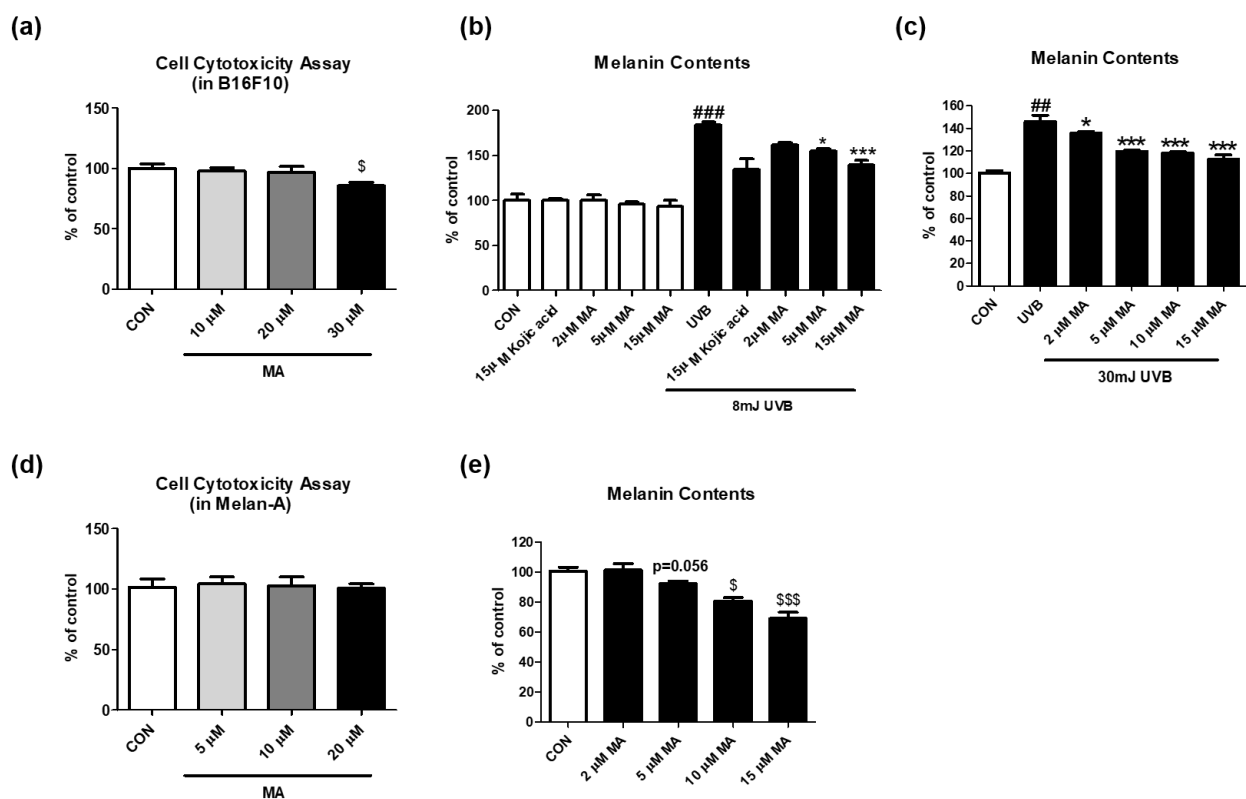 (a)
Cell Cytotoxicity Assay
(in B16F10)
% of control
150
100
50
0
$
CON
10 μM
20 μM
30 μM
MA
(b)
Melanin Contents
% of control
200
150
100
50
0
###
*
***
CON
15μM Kojic acid
2μM MA
5μM MA
15μM MA
UVB
15μM Kojic acid
2μM MA
5μM MA
15μM MA
8mJ UVB
(c)
Melanin Contents
% of control
160
140
120
100
80
60
40
20
0
##
*
***
***
***
CON
UVB
2 μM MA
5 μM MA
10 μM MA
15 μM MA
30mJ UVB
(d)
Cell Cytotoxicity Assay
(in Melan-A)
% of control
150
100
50
0
CON
5 μM
10 μM
20 μM
MA
(e)
Melanin Contents
% of control
120
100
80
60
40
20
0
p=0.056
$
$$$
CON
2 μM MA
5 μM MA
10 μM MA
15 μM MA